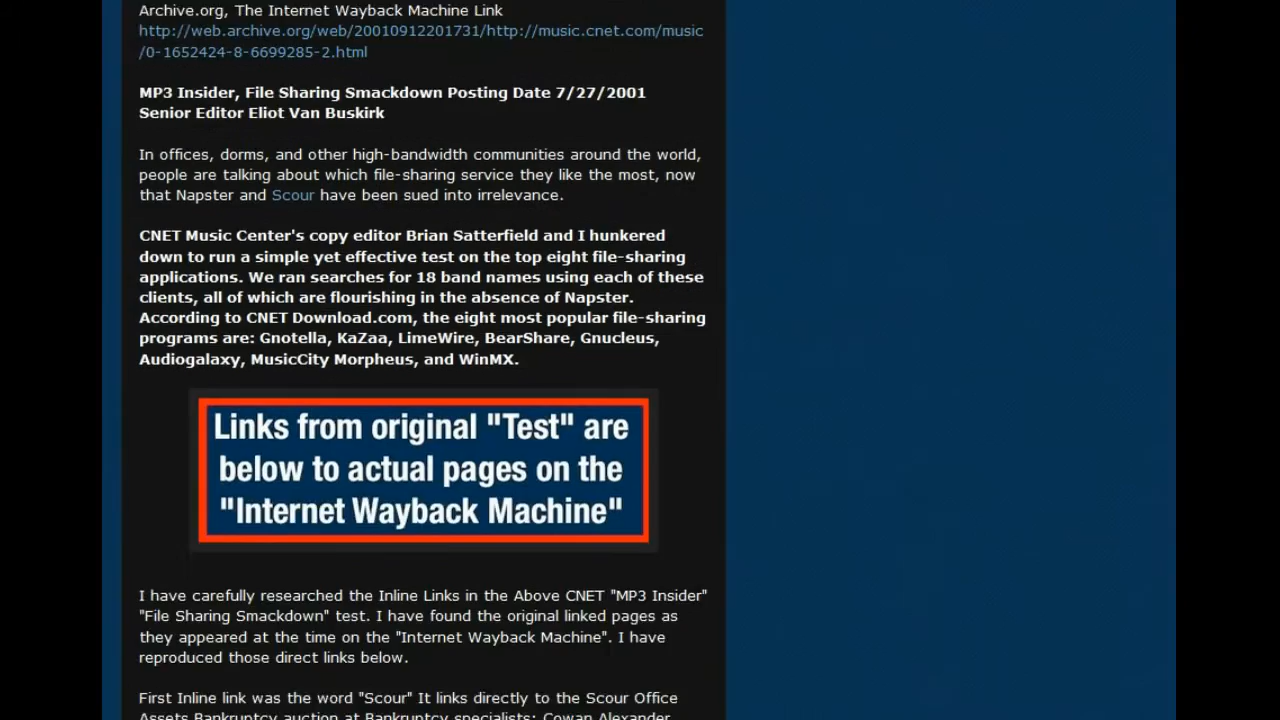 Archive.org, The Internet Wayback Machine Link
http://web.archive.org/web/20010912201731/http://music.cnet.com/music
/0-1652424-8-6699285-2.html
MP3 Insider, File Sharing Smackdown Posting Date 7/27/2001
Senior Editor Eliot Van Buskirk
In offices, dorms, and other high-bandwidth communities around the world,
people are talking about which file-sharing service they like the most, now
that Napster and Scour have been sued into irrelevance.
CNET Music Center's copy editor Brian Satterfield and I hunkered
down to run a simple yet effective test on the top eight file-sharing
applications. We ran searches for 18 band names using each of these
clients, all of which are flourishing in the absence of Napster.
According to CNET Download.com, the eight most popular file-sharing
programs are: Gnotella, KaZaa, LimeWire, BearShare, Gnucleus,
Audiogalaxy, MusicCity Morpheus, and WinMX.
Links from original "Test" are
below to actual pages on the
"Internet Wayback Machine"
I have carefully researched the Inline Links in the Above CNET "MP3 Insider"
"File Sharing Smackdown" test. I have found the original linked pages as
they appeared at the time on the "Internet Wayback Machine". I have
reproduced those direct links below.
First Inline link was the word "Scour" It links directly to the Scour Office
Assets Bankruptcy auction at Bankruptcy specialists: Cowan Alexander